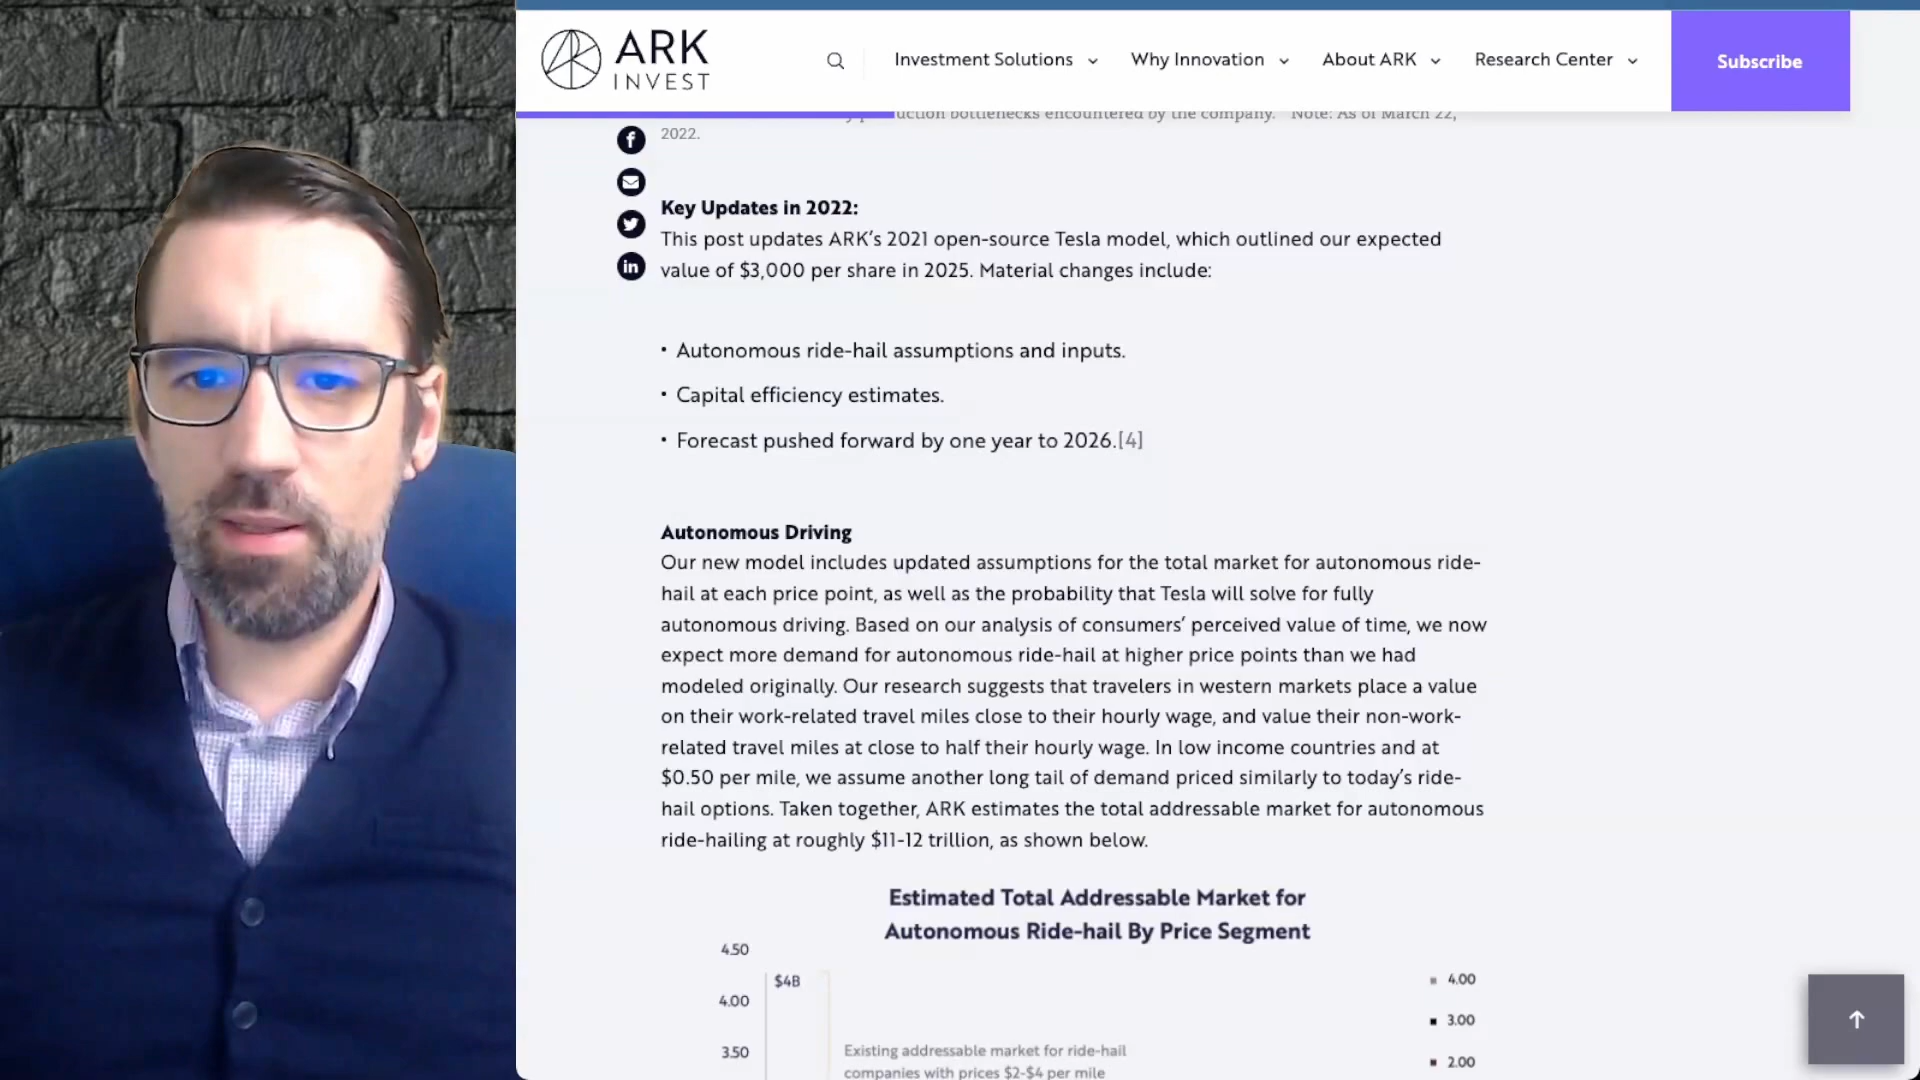 ARK
INVEST
Investment Solutions
Why Innovation
About ARK
Research Center
Subscribe
uction bottlenecks encountered by the company. Note: As of March 22,
2022.
Key Updates in 2022:
This post updates ARK’s 2021 open-source Tesla model, which outlined our expected
value of $3,000 per share in 2025. Material changes include:
• Autonomous ride-hail assumptions and inputs.
• Capital efficiency estimates.
• Forecast pushed forward by one year to 2026.[4]
Autonomous Driving
Our new model includes updated assumptions for the total market for autonomous ride-
hail at each price point, as well as the probability that Tesla will solve for fully
autonomous driving. Based on our analysis of consumers’ perceived value of time, we now
expect more demand for autonomous ride-hail at higher price points than we had
modeled originally. Our research suggests that travelers in western markets place a value
on their work-related travel miles close to their hourly wage, and value their non-work-
related travel miles at close to half their hourly wage. In low income countries and at
$0.50 per mile, we assume another long tail of demand priced similarly to today’s ride-
hail options. Taken together, ARK estimates the total addressable market for autonomous
ride-hailing at roughly $11-12 trillion, as shown below.
Estimated Total Addressable Market for
Autonomous Ride-hail By Price Segment
4.50
$4B
4.00
4.00
3.00
3.50
Existing addressable market for ride-hail
2.00
companies with prices $2-$4 per mile